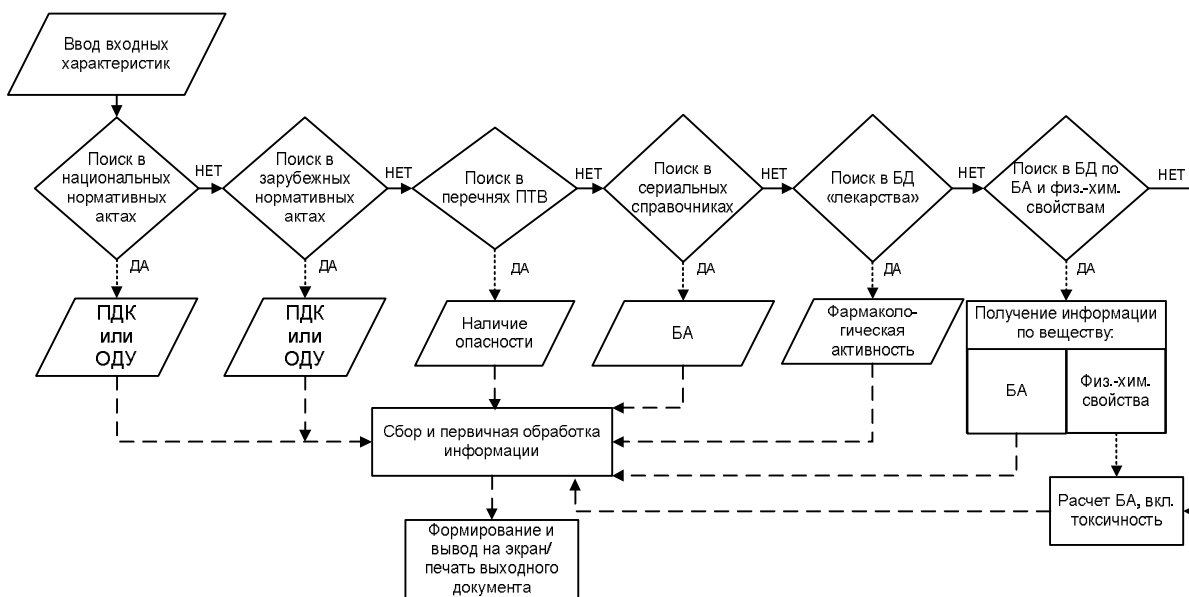 Ввод входных
характеристик
Поиск в
национальных
нормативных
актах
НЕТ
Поиск в
зарубежных
нормативных
актах
НЕТ
Поиск в
перечнях ПТВ
НЕТ
Поиск в
сериальных
справочниках
НЕТ
Поиск в БД
«лекарства»
НЕТ
Поиск в БД по
БА и физ.-хим.
свойствам
НЕТ
ДА
ДА
ДА
ДА
ДА
ДА
ПДК
или
ОДУ
ПДК
или
ОДУ
Наличие
опасности
БА
Фармаколо-
гическая
активность
Получение информации
по веществу:
БА
Физ.-хим.
свойства
Сбор и первичная обработка
информации
Расчет БА, вкл.
токсичность
Формирование и
вывод на экран/
печать выходного
документа